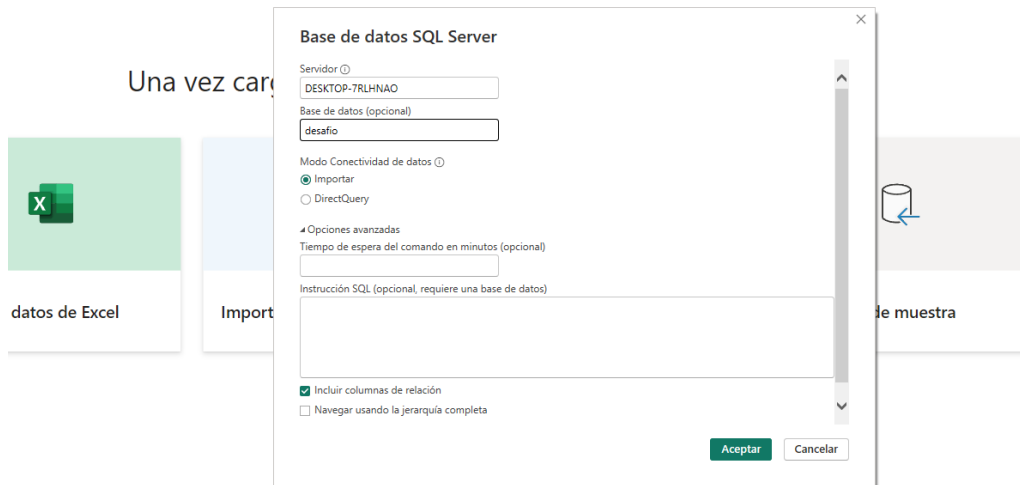 Base de datos SQL Server
Una vez carg
Servidor
DESKTOP-7RLHNAO
Base de datos (opcional)
desafio
Modo Conectividad de datos
Importar
DirectQuery
Opciones avanzadas
Tiempo de espera del comando en minutos (opcional)
Instrucción SQL (opcional, requiere una base de datos)
datos de Excel
Import
de muestra
Incluir columnas de relación
Navegar usando la jerarquía completa
Aceptar
Cancelar